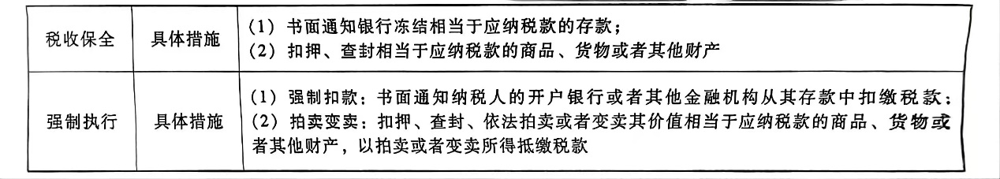 税收保全
具体措施
（1）书面通知银行冻结相当于应纳税款的存款；
（2）扣押、查封相当于应纳税款的商品、货物或者其他财产
强制执行
具体措施
（1）强制扣款：书面通知纳税人的开户银行或者其他金融机构从其存款中扣缴税款；
（2）拍卖变卖：扣押、查封、依法拍卖或者变卖其价值相当于应纳税款的商品、货物或
者其他财产，以拍卖或者变卖所得抵缴税款